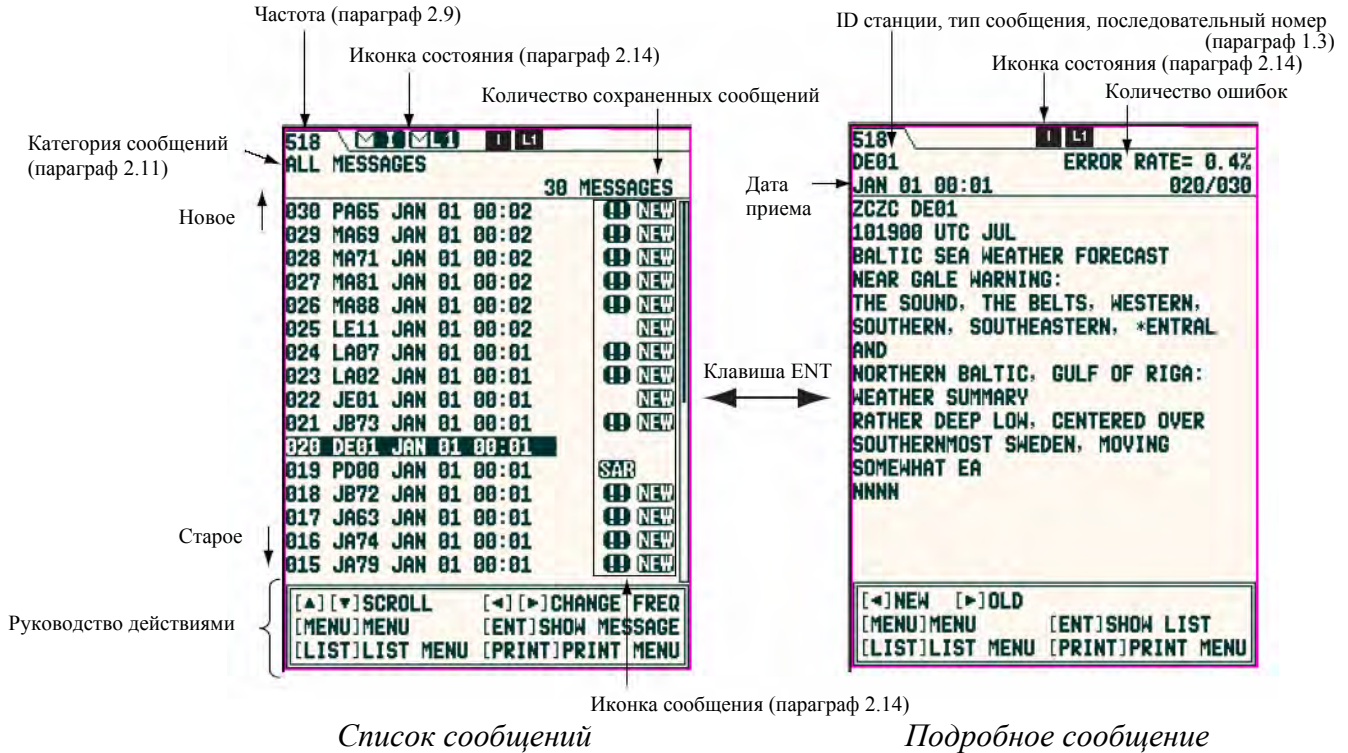 Частота (параграф 2.9)
Иконка состояния (параграф 2.14)
Количество сохраненных сообщений
Категория сообщений
(параграф 2.11)
Новое
Старое
Руководство действиями
518
ALL MESSAGES
30 MESSAGES
030 PA65 JAN 01 00:02 !! NEW
029 MA69 JAN 01 00:02 !! NEW
028 MA71 JAN 01 00:02 !! NEW
027 MA81 JAN 01 00:02 !! NEW
026 MA88 JAN 01 00:02 !! NEW
025 LE11 JAN 01 00:02 NEW
024 LA07 JAN 01 00:01 !! NEW
023 LA02 JAN 01 00:01 !! NEW
022 JE01 JAN 01 00:01 NEW
021 JB73 JAN 01 00:01 !! NEW
020 DE01 JAN 01 00:01
019 PD00 JAN 01 00:01 SAR
018 JB72 JAN 01 00:01 !! NEW
017 JA63 JAN 01 00:01 !! NEW
016 JA74 JAN 01 00:01 !! NEW
015 JA79 JAN 01 00:01 !! NEW
[▲][▼]SCROLL [◄][►]CHANGE FREQ
[MENU]MENU [ENT]SHOW MESSAGE
[LIST]LIST MENU [PRINT]PRINT MENU
Иконка сообщения (параграф 2.14)
Список сообщений
Клавиша ENT
ID станции, тип сообщения, последовательный номер
(параграф 1.3)
Иконка состояния (параграф 2.14)
Количество ошибок
Дата
приема
518
DE01 ERROR RATE= 0.4%
JAN 01 00:01 020/030
ZCZC DE01
101900 UTC JUL
BALTIC SEA WEATHER FORECAST
NEAR GALE WARNING:
THE SOUND, THE BELTS, WESTERN,
SOUTHERN, SOUTHEASTERN, *ENTRAL
AND
NORTHERN BALTIC, GULF OF RIGA:
WEATHER SUMMARY
RATHER DEEP LOW, CENTERED OVER
SOUTHERNMOST SWEDEN, MOVING
SOMEWHAT EA
NNNN
[◄]NEW [►]OLD
[MENU]MENU [ENT]SHOW LIST
[LIST]LIST MENU [PRINT]PRINT MENU
Подробное сообщение